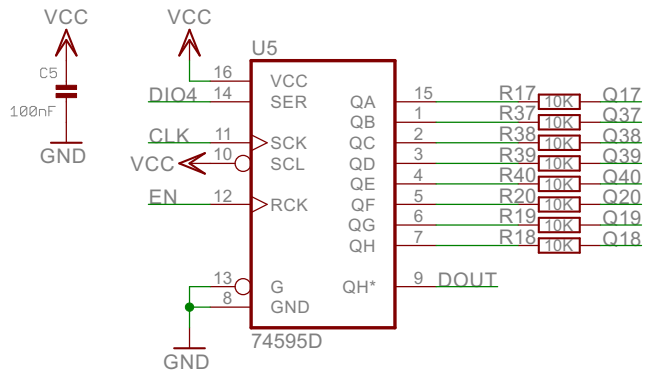 VCC
VCC
U5
C5
100nF
GND
16 VCC
DIO4 14 SER
CLK 11 SCK
VCC 10 SCL
EN 12 RCK
13 G
8 GND
GND
QA 15 R17 10K Q17
QB 1 R37 10K Q37
QC 2 R38 10K Q38
QD 3 R39 10K Q39
QE 4 R40 10K Q40
QF 5 R20 10K Q20
QG 6 R19 10K Q19
QH 7 R18 10K Q18
QH* 9 DOUT
74595D